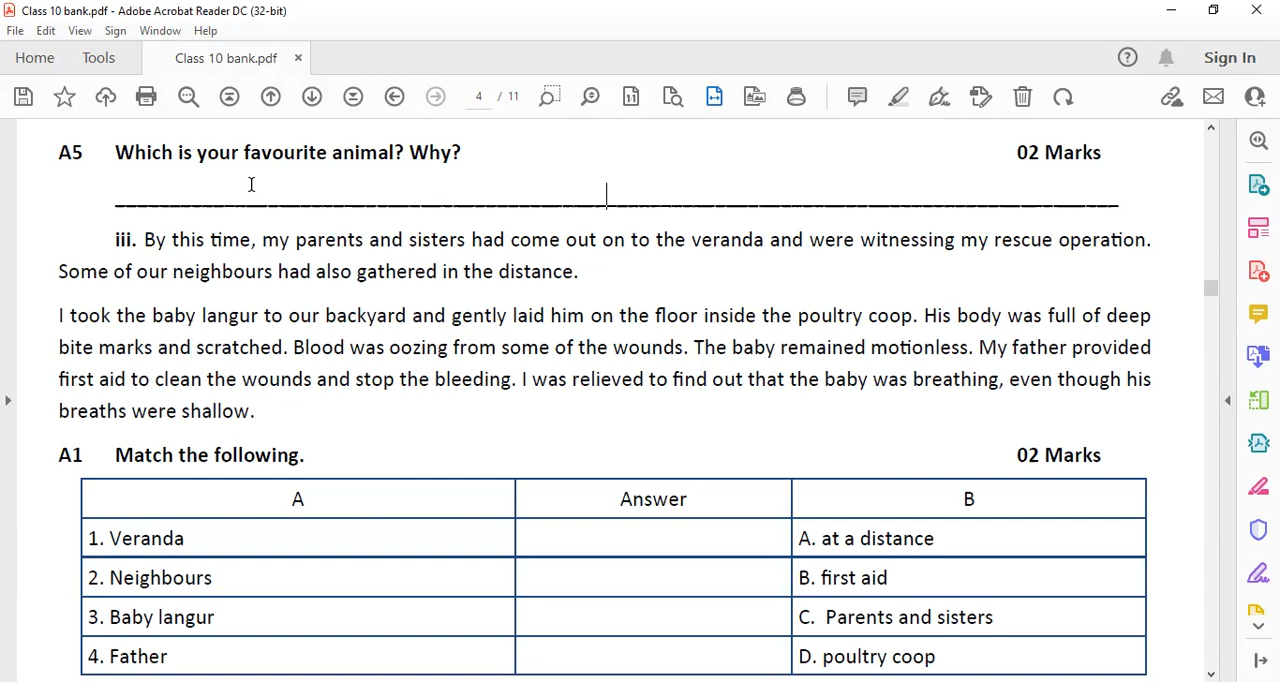 Class 10 bank.pdf - Adobe Acrobat Reader DC (32-bit)
File Edit View Sign Window Help
Home Tools Class 10 bank.pdf × Sign In
4 / 11
A5 Which is your favourite animal? Why? 02 Marks
iii. By this time, my parents and sisters had come out on to the veranda and were witnessing my rescue operation.
Some of our neighbours had also gathered in the distance.
I took the baby langur to our backyard and gently laid him on the floor inside the poultry coop. His body was full of deep
bite marks and scratched. Blood was oozing from some of the wounds. The baby remained motionless. My father provided
first aid to clean the wounds and stop the bleeding. I was relieved to find out that the baby was breathing, even though his
breaths were shallow.
A1 Match the following. 02 Marks
A Answer B
1. Veranda A. at a distance
2. Neighbours B. first aid
3. Baby langur C. Parents and sisters
4. Father D. poultry coop